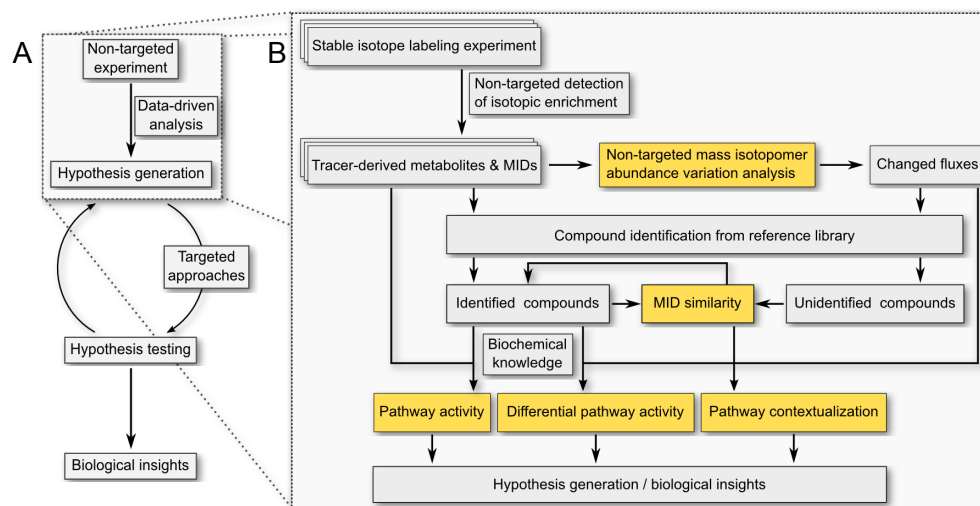 A
Non-targeted
experiment
Data-driven
analysis
Hypothesis generation
Targeted
approaches
Hypothesis testing
Biological insights
B
Stable isotope labeling experiment
Non-targeted detection
of isotopic enrichment
Tracer-derived metabolites & MIDs
Non-targeted mass isotopomer
abundance variation analysis
Changed fluxes
Compound identification from reference library
Identified compounds
MID similarity
Unidentified compounds
Biochemical
knowledge
Pathway activity
Differential pathway activity
Pathway contextualization
Hypothesis generation / biological insights